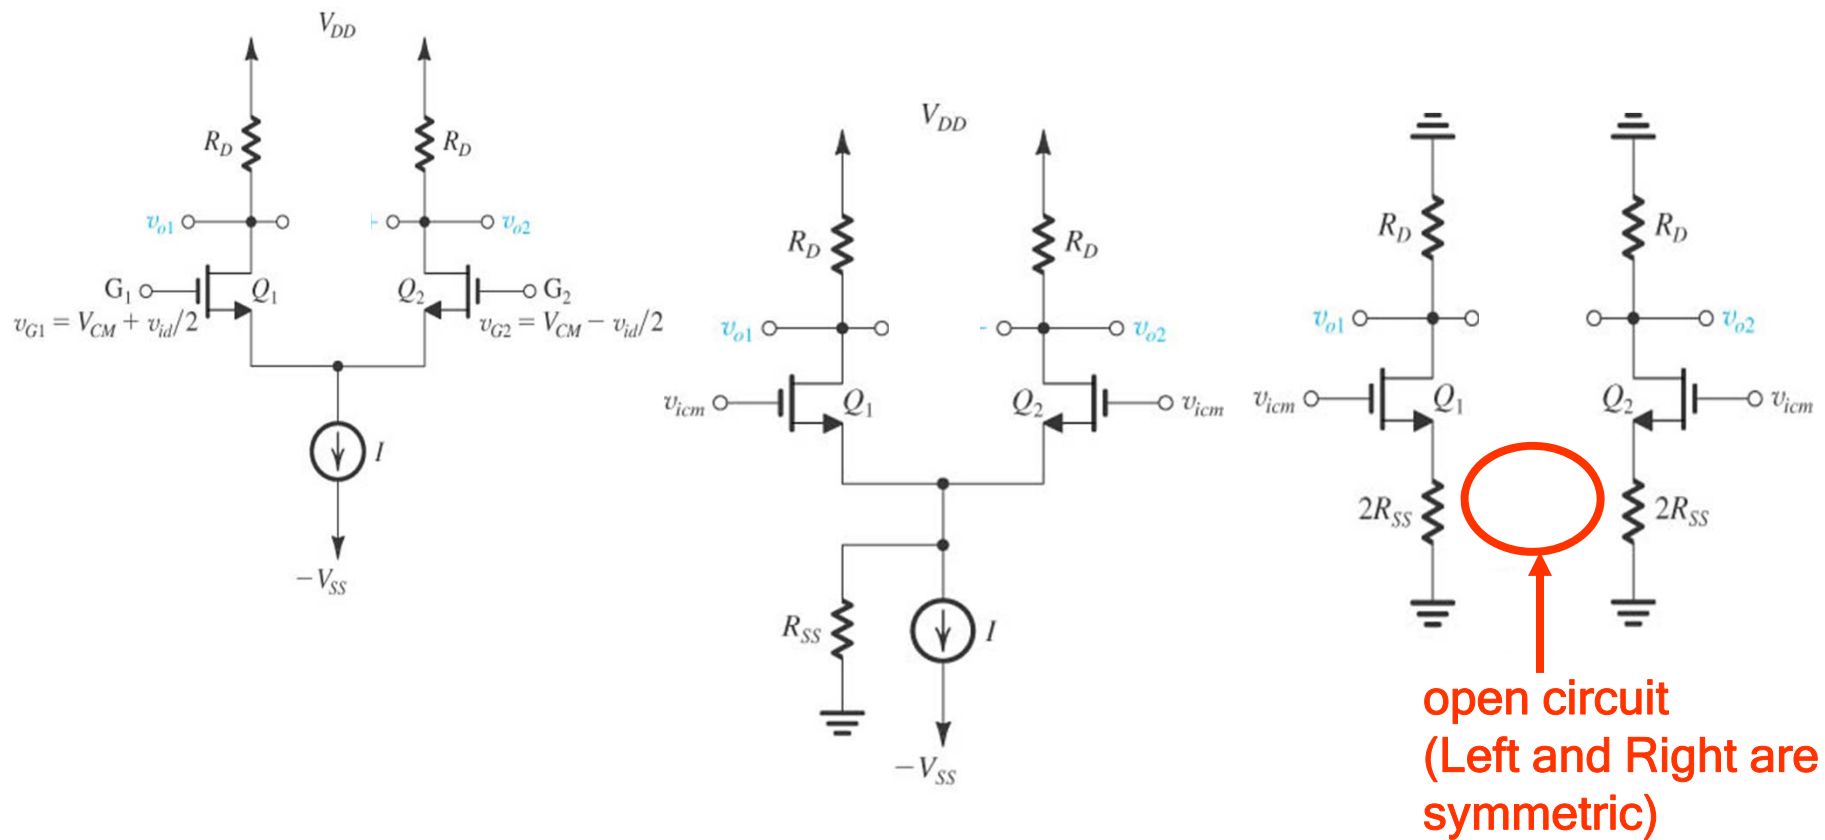 V_DD
R_D
R_D
v_o1
v_o2
G_1
Q_1
Q_2
G_2
v_G1 = V_CM + v_id/2
v_G2 = V_CM − v_id/2
I
−V_SS
V_DD
R_D
R_D
v_o1
-
v_o2
v_icm
Q_1
Q_2
v_icm
R_SS
I
−V_SS
R_D
R_D
v_o1
v_o2
v_icm
Q_1
Q_2
v_icm
2R_SS
2R_SS
open circuit
(Left and Right are
symmetric)